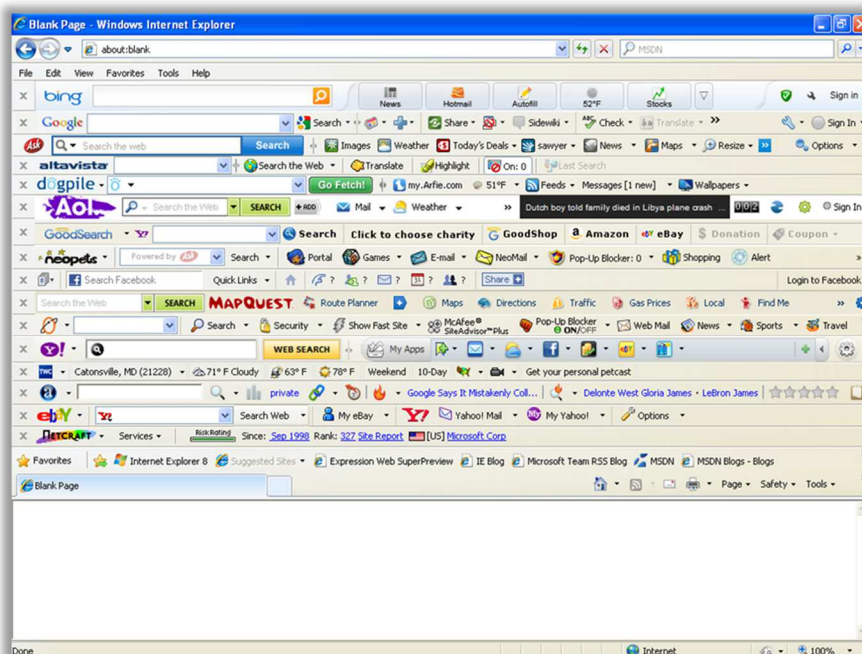 Blank Page - Windows Internet Explorer
about:blank MSDN
File Edit View Favorites Tools Help
x bing News Hotmail Autofill 52°F Stocks Sign in
x Google Search Share Sidewiki Check Translate Sign In
Ask Search the web Search Images Weather Today's Deals sawyer News Maps Resize Options
x altavista Search the Web Translate Highlight On: 0 Last Search
x dogpile Go Fetch! my.Arfie.com 51°F Feeds Messages [1 new] Wallpapers
x AOL Search the Web SEARCH + ADD Mail Weather » Dutch boy told family died in Libya plane crash ... 002 Sign In
x GoodSearch Search Click to choose charity GoodShop Amazon eBay Donation Coupon
x neopets Powered by Ask Search Portal Games E-mail NeoMail Pop-Up Blocker: 0 Shopping Alert »
x Search Facebook Quick Links ? ? ? ? ? Share Login to Facebook
x Search the Web SEARCH MAPQUEST Route Planner Maps Directions Traffic Gas Prices Local Find Me »
x Search Security Show Fast Site McAfee® SiteAdvisor™Plus Pop-Up Blocker ON/OFF Web Mail News Sports Travel
x Y! WEB SEARCH My Apps
x TWC Catonsville, MD (21228) 71° F Cloudy 63° F 78° F Weekend 10-Day Get your personal petcast
x private Google Says It Mistakenly Coll... Delonte West Gloria James · LeBron James
x ebY Y! Search Web My eBay Y! Yahoo! Mail My Yahoo! Options
x NETCRAFT Services Risk Rating Since: Sep 1998 Rank: 327 Site Report [US] Microsoft Corp
Favorites Internet Explorer 8 Suggested Sites Expression Web SuperPreview IE Blog Microsoft Team RSS Blog MSDN MSDN Blogs - Blogs
Blank Page Page Safety Tools
Done Internet 100%